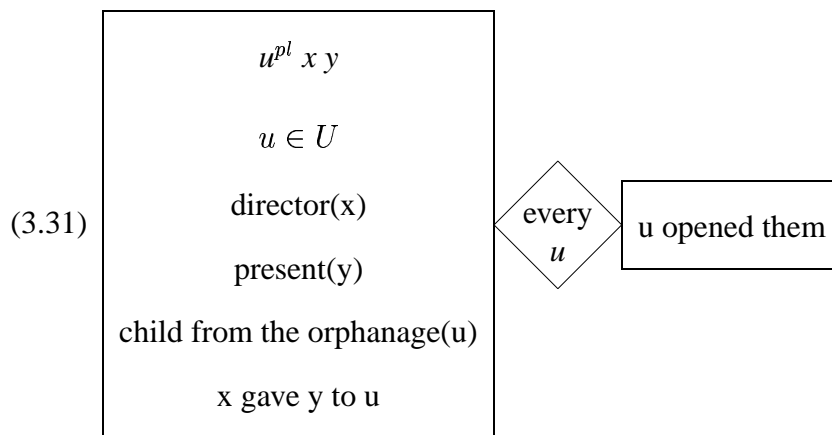 u^{pl} x y
u ∈ U
director(x)
(3.31)
every
u
u opened them
present(y)
child from the orphanage(u)
x gave y to u